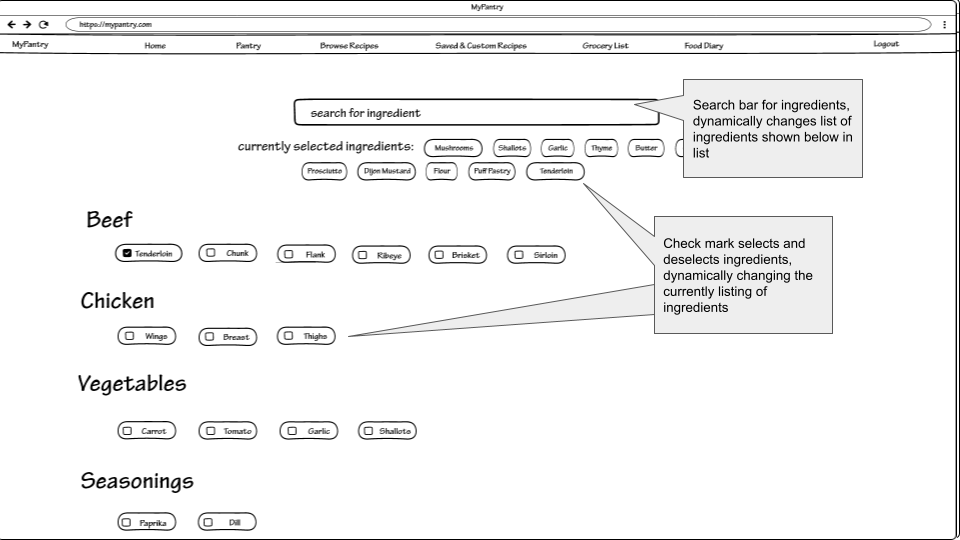 MyPantry
https://mypantry.com
MyPantry Home Pantry Browse Recipes Saved & Custom Recipes Grocery List Food Diary Logout
search for ingredient
currently selected ingredients: Mushrooms Shallots Garlic Thyme Butter
Prosciutto Dijon Mustard Flour Puff Pastry Tenderloin
Search bar for ingredients,
dynamically changes list of
ingredients shown below in
list
Beef
Tenderloin Chunk Flank Ribeye Brisket Sirloin
Check mark selects and
deselects ingredients,
dynamically changing the
currently listing of
ingredients
Chicken
Wings Breast Thighs
Vegetables
Carrot Tomato Garlic Shallots
Seasonings
Paprika Dill